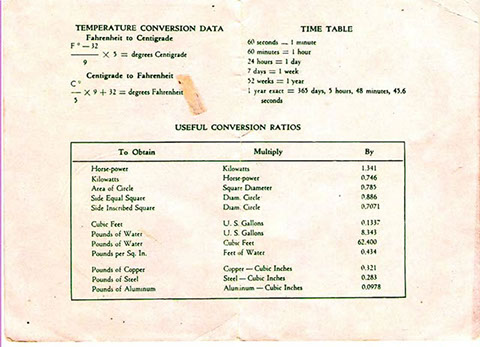 TEMPERATURE CONVERSION DATA
Fahrenheit to Centigrade
F° — 32
——— × 5 = degrees Centigrade
9
Centigrade to Fahrenheit
C°
— × 9 + 32 = degrees Fahrenheit
5
TIME TABLE
60 seconds = 1 minute
60 minutes = 1 hour
24 hours = 1 day
7 days = 1 week
52 weeks = 1 year
1 year exact = 365 days, 5 hours, 48 minutes, 45.6
seconds
USEFUL CONVERSION RATIOS
To Obtain Multiply By
Horse-power Kilowatts 1.341
Kilowatts Horse-power 0.746
Area of Circle Square Diameter 0.785
Side Equal Square Diam. Circle 0.886
Side Inscribed Square Diam. Circle 0.7071
Cubic Feet U. S. Gallons 0.1337
Pounds of Water U. S. Gallons 8.343
Pounds of Water Cubic Feet 62.400
Pounds per Sq. In. Feet of Water 0.434
Pounds of Copper Copper — Cubic Inches 0.321
Pounds of Steel Steel — Cubic Inches 0.283
Pounds of Aluminum Aluminum — Cubic Inches 0.0978